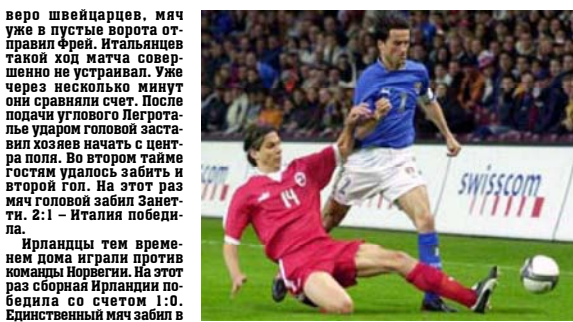 веро швейцарцев, мяч
уже в пустые ворота от-
правил Фрей. Итальянцев
такой ход матча совер-
шенно не устраивал. Уже
через несколько минут
они сравняли счет. После
подачи углового Легрота-
лье ударом головой заста-
вил хозяев начать с цент-
ра поля. Во втором тайме
гостям удалось забить и
второй гол. На этот раз
мяч головой забил Занет-
ти. 2:1 – Италия победи-
ла.
Ирландцы тем време-
нем дома играли против
команды Норвегии. На этот
раз сборная Ирландии по-
бедила со счетом 1:0.
Единственный мяч забил в
14
swisscom